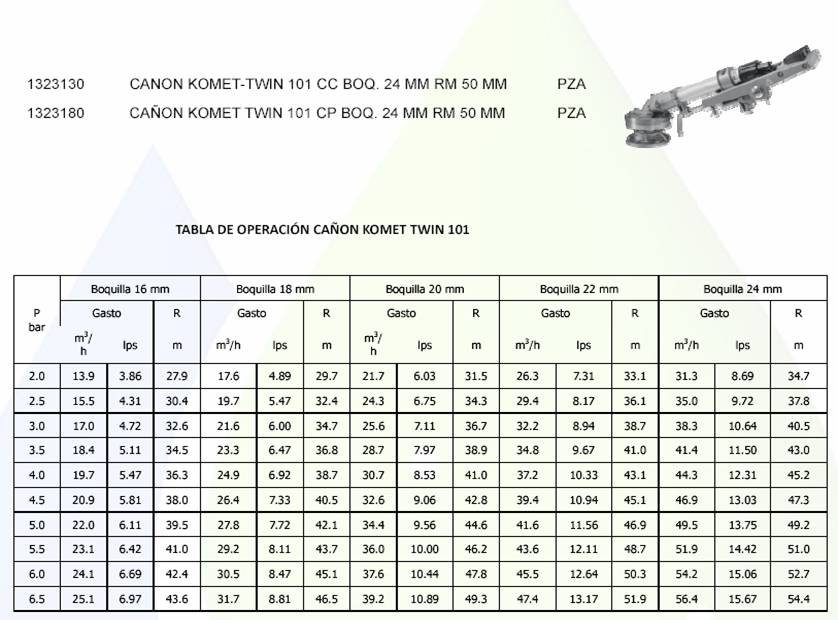 1323130 CANON KOMET-TWIN 101 CC BOQ. 24 MM RM 50 MM PZA
1323180 CAÑON KOMET TWIN 101 CP BOQ. 24 MM RM 50 MM PZA
TABLA DE OPERACIÓN CAÑON KOMET TWIN 101
P bar Boquilla 16 mm Boquilla 18 mm Boquilla 20 mm Boquilla 22 mm Boquilla 24 mm
Gasto R Gasto R Gasto R Gasto R Gasto R
m³/h lps m m³/h lps m m³/h lps m m³/h lps m m³/h lps m
2.0 13.9 3.86 27.9 17.6 4.89 29.7 21.7 6.03 31.5 26.3 7.31 33.1 31.3 8.69 34.7
2.5 15.5 4.31 30.4 19.7 5.47 32.4 24.3 6.75 34.3 29.4 8.17 36.1 35.0 9.72 37.8
3.0 17.0 4.72 32.6 21.6 6.00 34.7 25.6 7.11 36.7 32.2 8.94 38.7 38.3 10.64 40.5
3.5 18.4 5.11 34.5 23.3 6.47 36.8 28.7 7.97 38.9 34.8 9.67 41.0 41.4 11.50 43.0
4.0 19.7 5.47 36.3 24.9 6.92 38.7 30.7 8.53 41.0 37.2 10.33 43.1 44.3 12.31 45.2
4.5 20.9 5.81 38.0 26.4 7.33 40.5 32.6 9.06 42.8 39.4 10.94 45.1 46.9 13.03 47.3
5.0 22.0 6.11 39.5 27.8 7.72 42.1 34.4 9.56 44.6 41.6 11.56 46.9 49.5 13.75 49.2
5.5 23.1 6.42 41.0 29.2 8.11 43.7 36.0 10.00 46.2 43.6 12.11 48.7 51.9 14.42 51.0
6.0 24.1 6.69 42.4 30.5 8.47 45.1 37.6 10.44 47.8 45.5 12.64 50.3 54.2 15.06 52.7
6.5 25.1 6.97 43.6 31.7 8.81 46.5 39.2 10.89 49.3 47.4 13.17 51.9 56.4 15.67 54.4